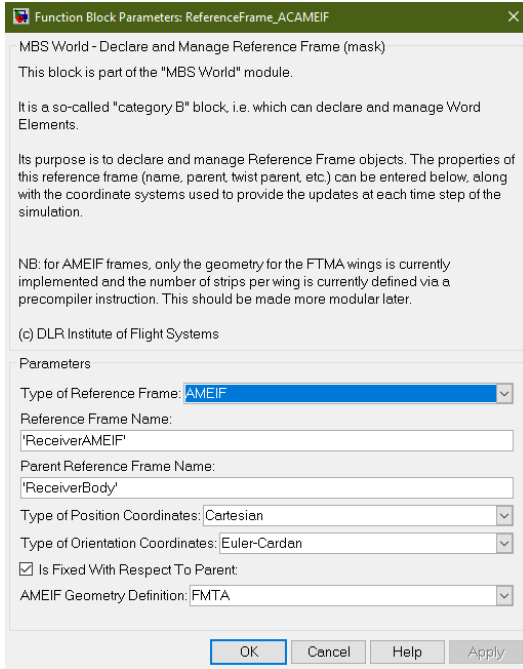 Function Block Parameters: ReferenceFrame_ACAMEIF
MBS World - Declare and Manage Reference Frame (mask)
This block is part of the "MBS World" module.
It is a so-called "category B" block, i.e. which can declare and manage Word
Elements.
Its purpose is to declare and manage Reference Frame objects. The properties of
this reference frame (name, parent, twist parent, etc.) can be entered below, along
with the coordinate systems used to provide the updates at each time step of the
simulation.
NB: for AMEIF frames, only the geometry for the FTMA wings is currently
implemented and the number of strips per wing is currently defined via a
precompiler instruction. This should be made more modular later.
(c) DLR Institute of Flight Systems
Parameters
Type of Reference Frame: AMEIF
Reference Frame Name:
'ReceiverAMEIF'
Parent Reference Frame Name:
'ReceiverBody'
Type of Position Coordinates: Cartesian
Type of Orientation Coordinates: Euler-Cardan
Is Fixed With Respect To Parent:
AMEIF Geometry Definition: FMTA
OK Cancel Help Apply